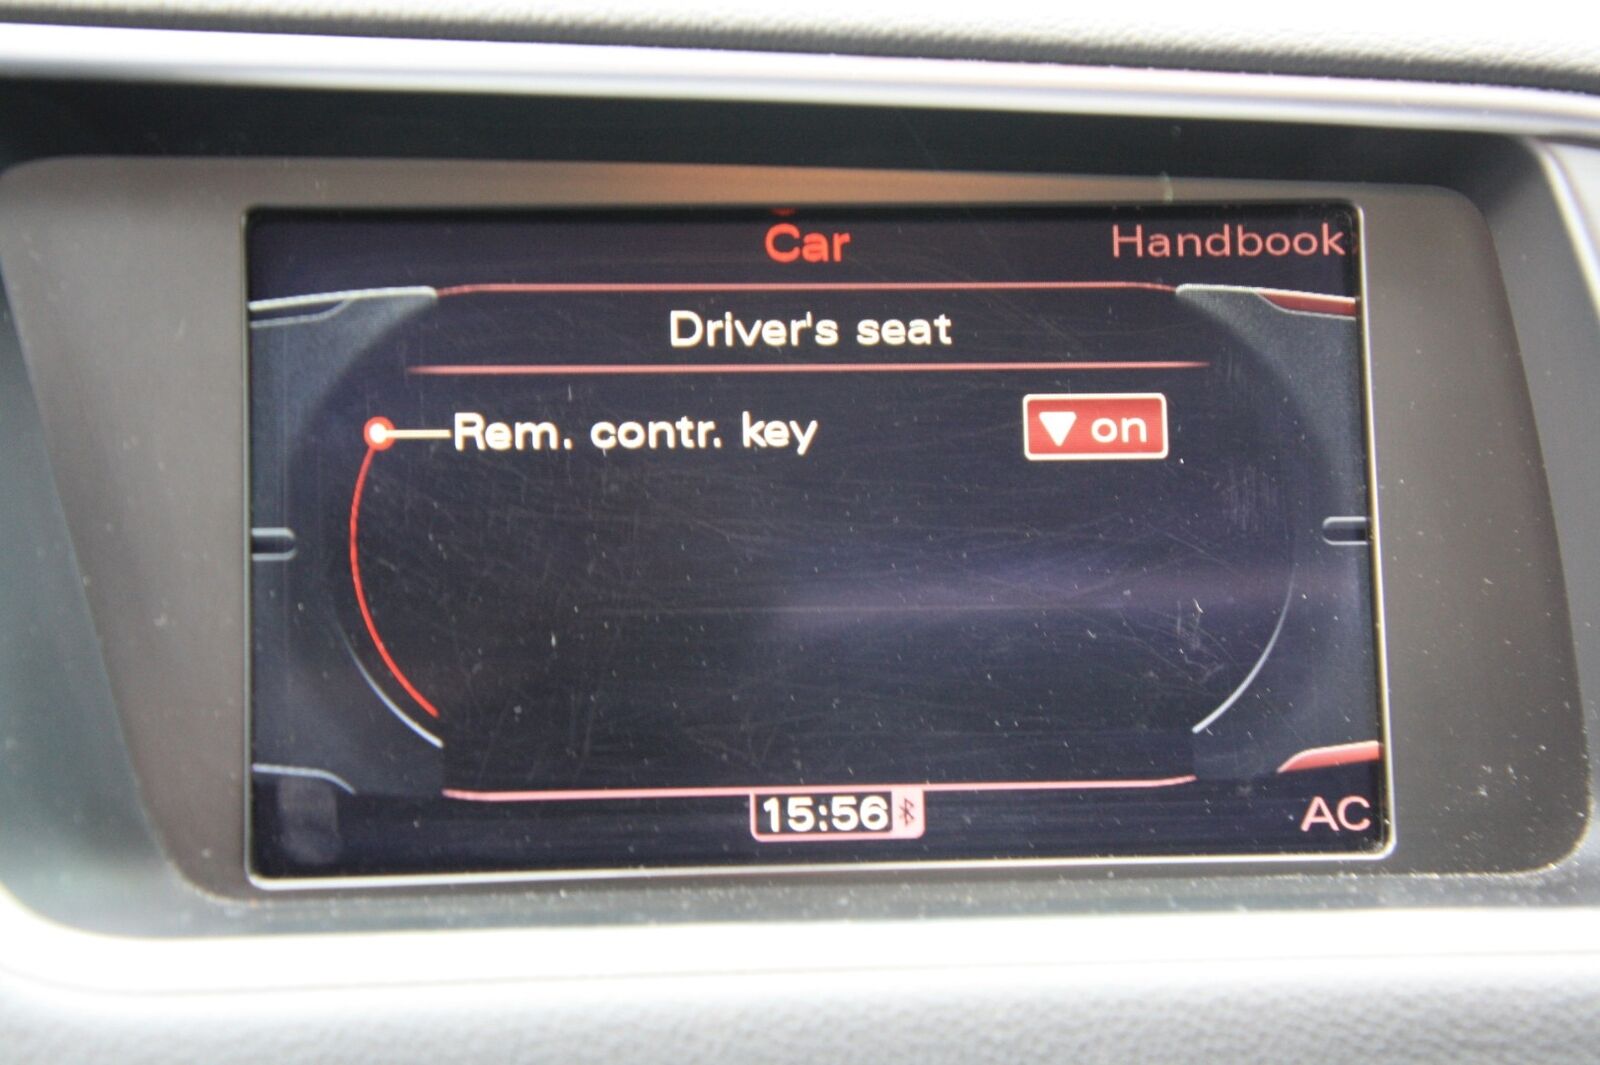 Car
Handbook
Driver's seat
Rem. contr. key
on
15:56
AC